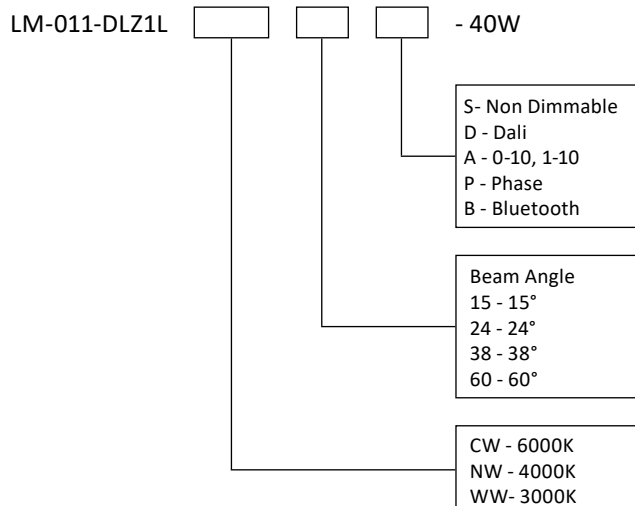 LM-011-DLZ1L - 40W
S- Non Dimmable
D - Dali
A - 0-10, 1-10
P - Phase
B - Bluetooth
Beam Angle
15 - 15°
24 - 24°
38 - 38°
60 - 60°
CW - 6000K
NW - 4000K
WW- 3000K